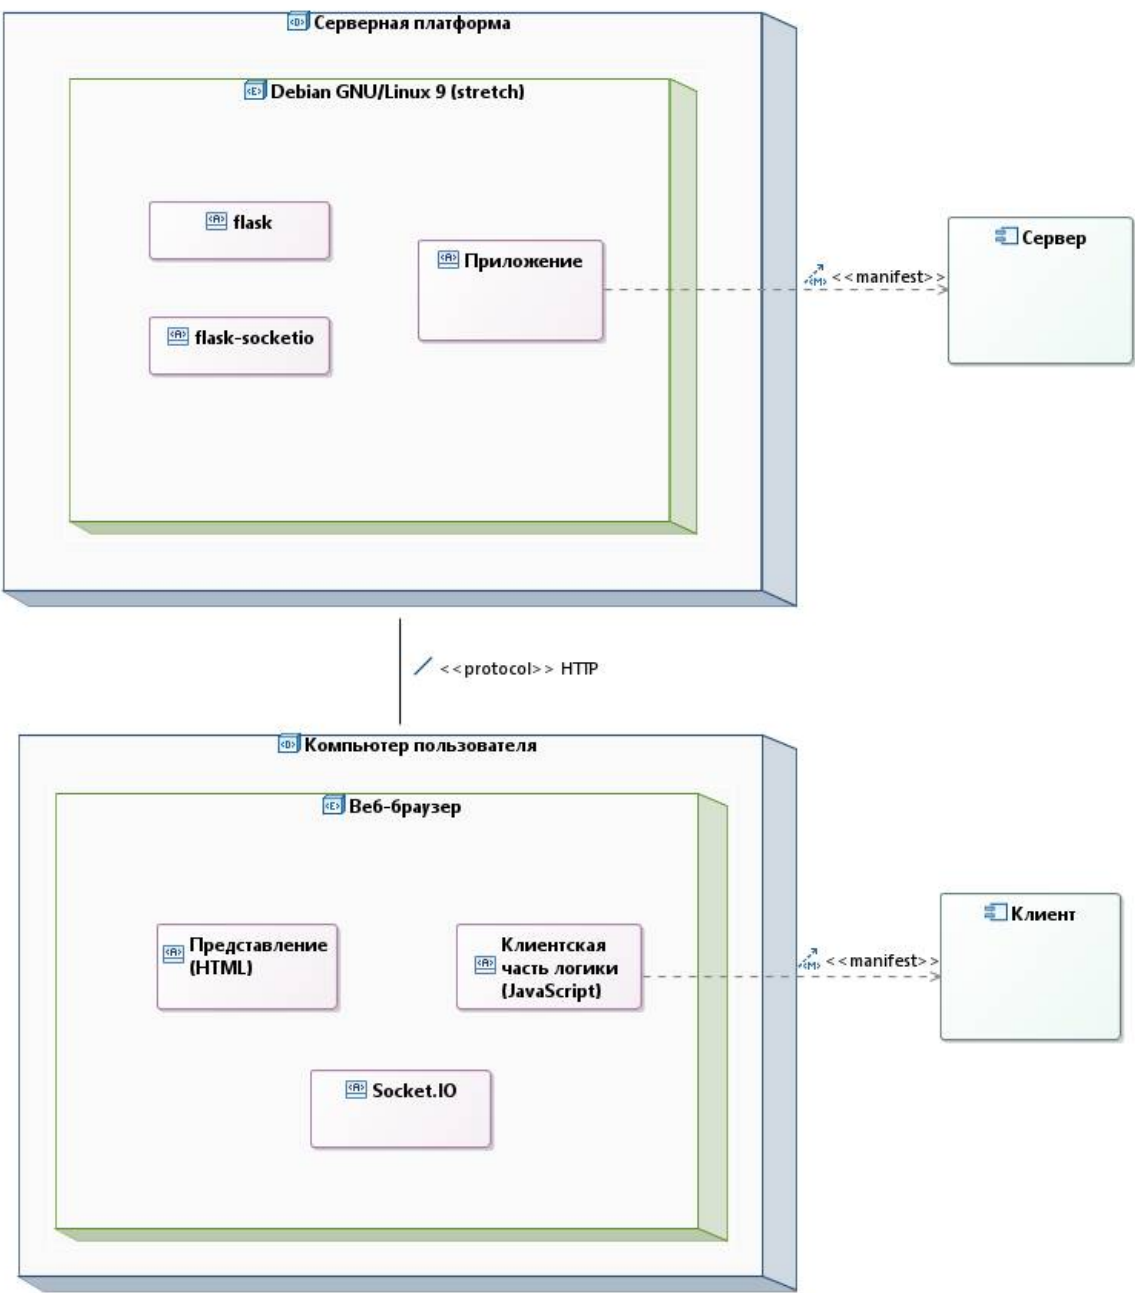 <D> Серверная платформа
<E> Debian GNU/Linux 9 (stretch)
<A> flask
<A> Приложение
<A> flask-socketio
Сервер
<M> <<manifest>>
<<protocol>> HTTP
<D> Компьютер пользователя
<E> Веб-браузер
<A> Представление
(HTML)
Клиентская
<A> часть логики
(JavaScript)
<A> Socket.IO
Клиент
<M> <<manifest>>